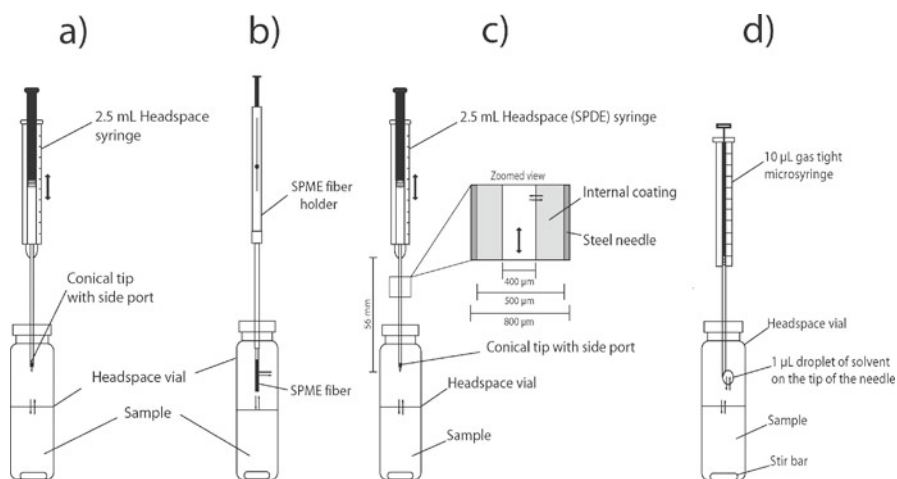 a)
b)
c)
d)
2.5 mL Headspace
syringe
SPME fiber
holder
Conical tip
with side port
Headspace vial
SPME fiber
Sample
2.5 mL Headspace (SPDE) syringe
Zoomed view
Internal coating
Steel needle
400 µm
500 µm
800 µm
56 mm
Conical tip with side port
Headspace vial
Sample
10 µL gas tight
microsyringe
Headspace vial
1 µL droplet of solvent
on the tip of the needle
Sample
Stir bar